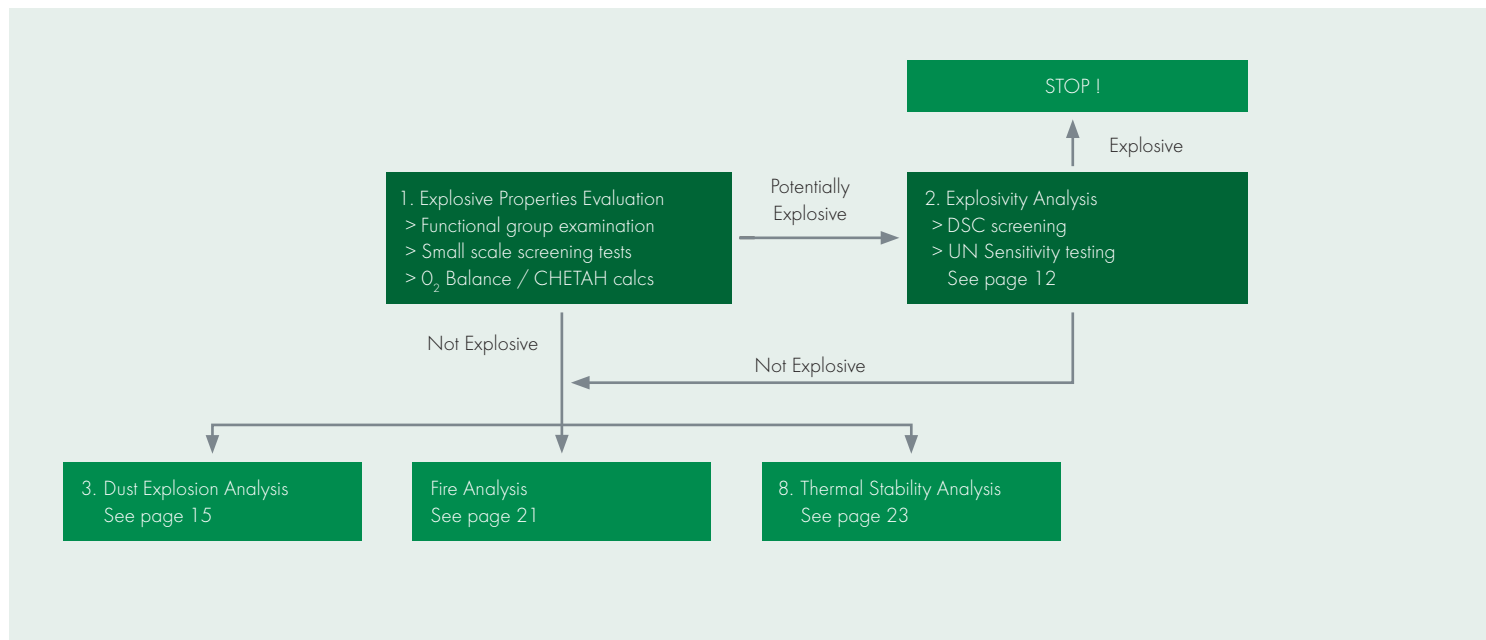 STOP !
Explosive
1. Explosive Properties Evaluation
> Functional group examination
> Small scale screening tests
> 0₂ Balance / CHETAH calcs
Potentially
Explosive
2. Explosivity Analysis
> DSC screening
> UN Sensitivity testing
See page 12
Not Explosive
Not Explosive
3. Dust Explosion Analysis
See page 15
Fire Analysis
See page 21
8. Thermal Stability Analysis
See page 23